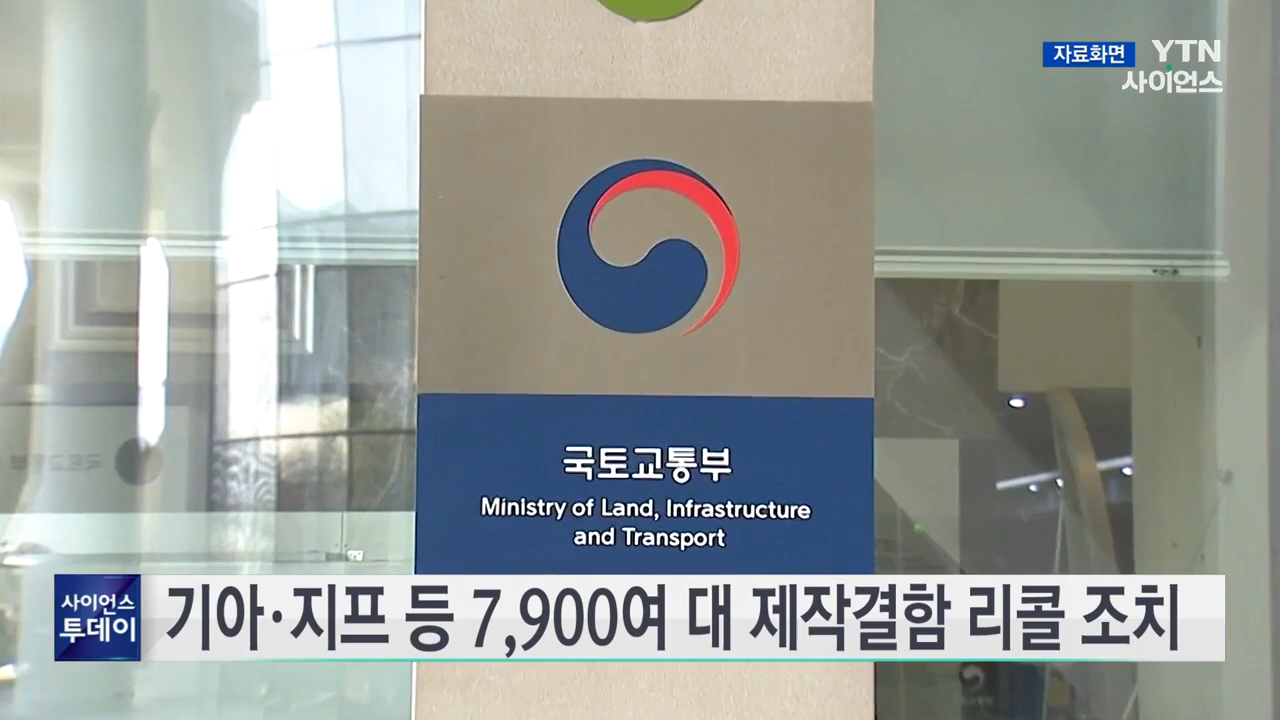 자료화면
YTN
사이언스
국토교통부
Ministry of Land, Infrastructure
and Transport
사이언스
투데이
기아·지프 등 7,900여 대 제작결함 리콜 조치